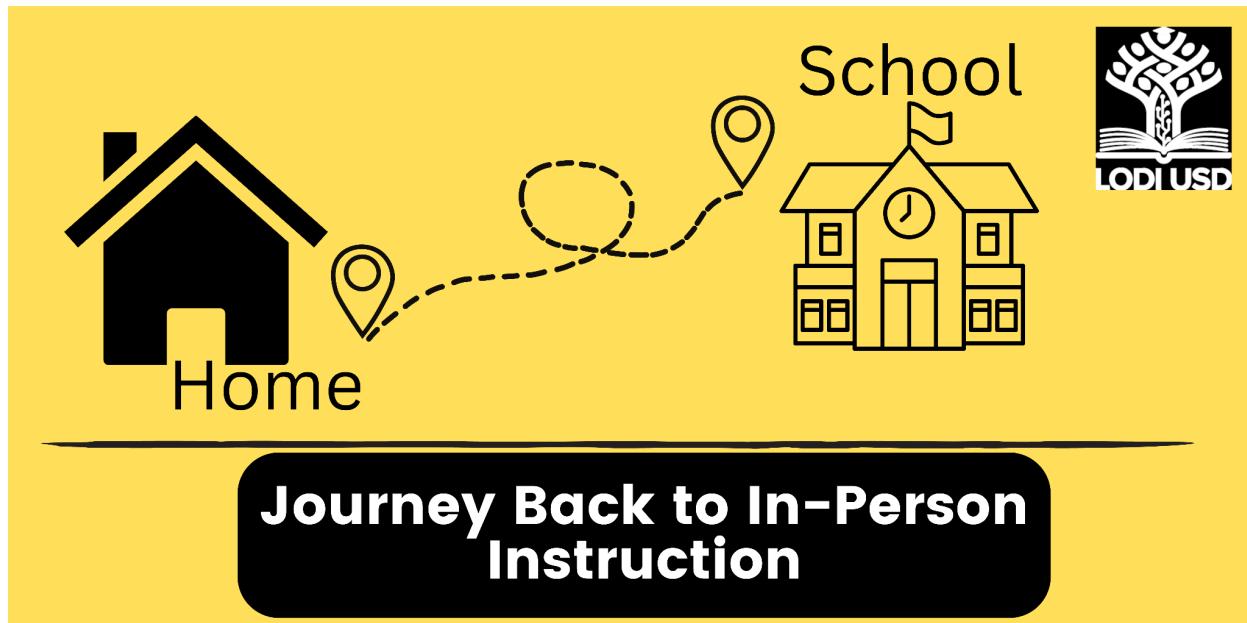 School
LODI USD
Home
Journey Back to In-Person
Instruction